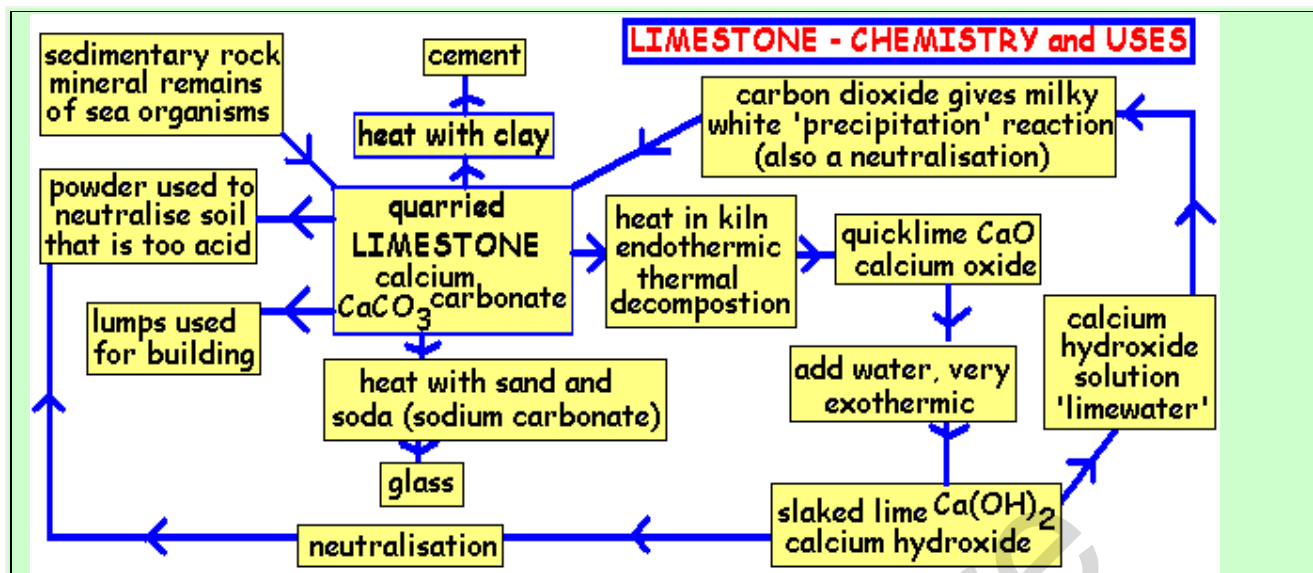 LIMESTONE - CHEMISTRY and USES
sedimentary rock
mineral remains
of sea organisms
cement
heat with clay
carbon dioxide gives milky
white 'precipitation' reaction
(also a neutralisation)
powder used to
neutralise soil
that is too acid
quarried
LIMESTONE
calcium
CaCO3 carbonate
heat in kiln
endothermic
thermal
decompostion
quicklime CaO
calcium oxide
lumps used
for building
heat with sand and
soda (sodium carbonate)
glass
add water, very
exothermic
calcium
hydroxide
solution
'limewater'
slaked lime Ca(OH)2
calcium hydroxide
neutralisation